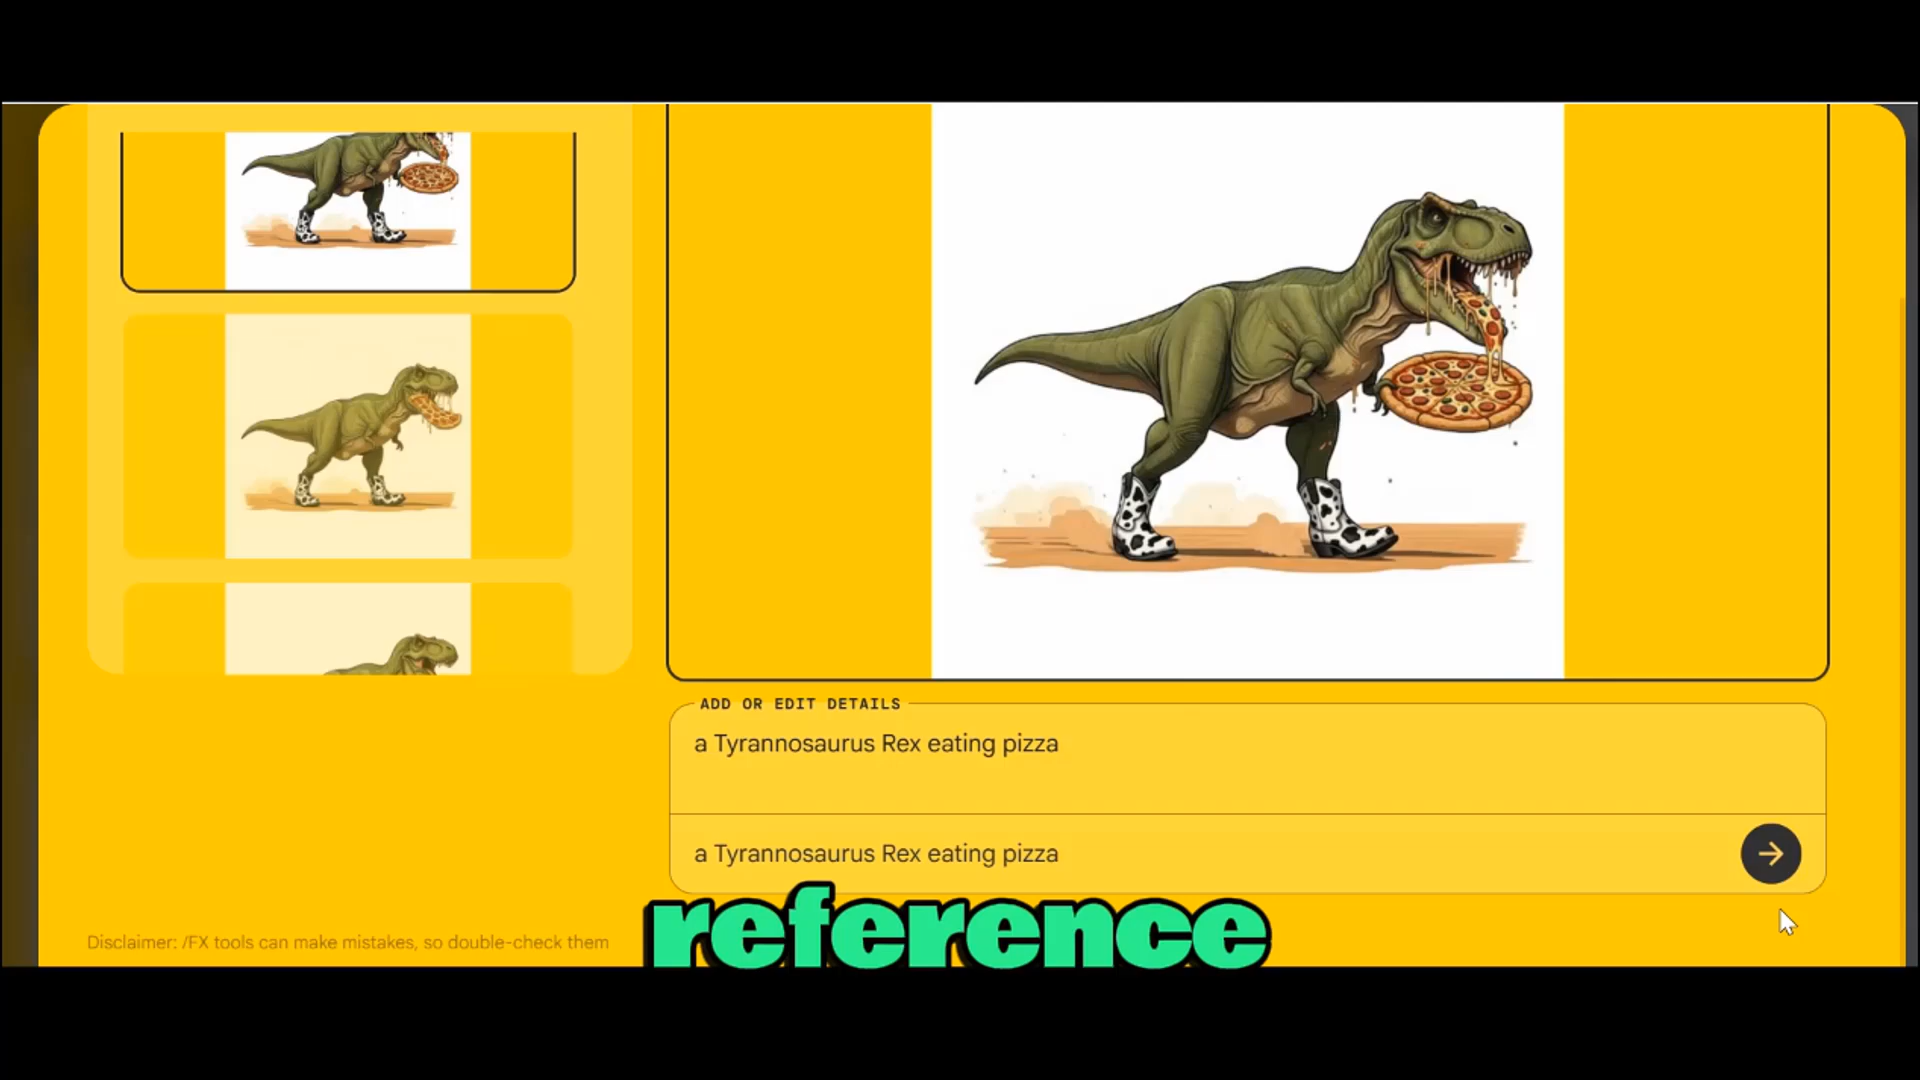 ADD OR EDIT DETAILS
a Tyrannosaurus Rex eating pizza
a Tyrannosaurus Rex eating pizza
reference
Disclaimer: /FX tools can make mistakes, so double-check them